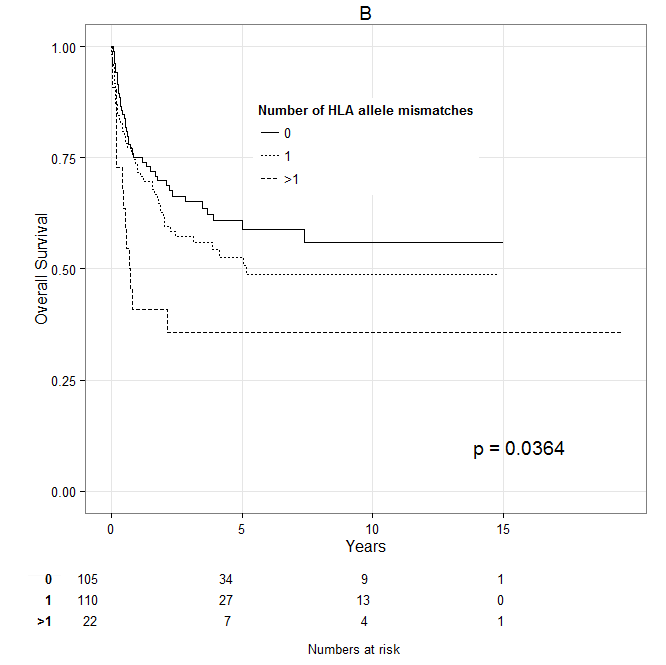 B
Number of HLA allele mismatches
0
1
>1
Overall Survival
1.00
0.75
0.50
0.25
0.00
p = 0.0364
0 5 10 15
Years
0 105 34 9 1
1 110 27 13 0
>1 22 7 4 1
Numbers at risk